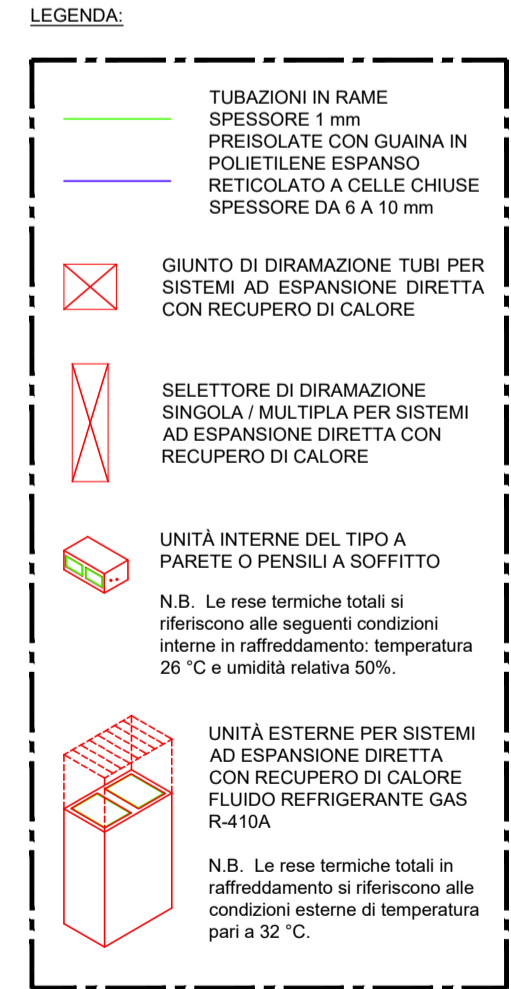 LEGENDA:
TUBAZIONI IN RAME
SPESSORE 1 mm
PREISOLATE CON GUAINA IN
POLIETILENE ESPANSO
RETICOLATO A CELLE CHIUSE
SPESSORE DA 6 A 10 mm
GIUNTO DI DIRAMAZIONE TUBI PER
SISTEMI AD ESPANSIONE DIRETTA
CON RECUPERO DI CALORE
SELETTORE DI DIRAMAZIONE
SINGOLA / MULTIPLA PER SISTEMI
AD ESPANSIONE DIRETTA CON
RECUPERO DI CALORE
UNITÀ INTERNE DEL TIPO A
PARETE O PENSILI A SOFFITTO
N.B. Le rese termiche totali si
riferiscono alle seguenti condizioni
interne in raffreddamento: temperatura
26 °C e umidità relativa 50%.
UNITÀ ESTERNE PER SISTEMI
AD ESPANSIONE DIRETTA
CON RECUPERO DI CALORE
FLUIDO REFRIGERANTE GAS
R-410A
N.B. Le rese termiche totali in
raffreddamento si riferiscono alle
condizioni esterne di temperatura
pari a 32 °C.